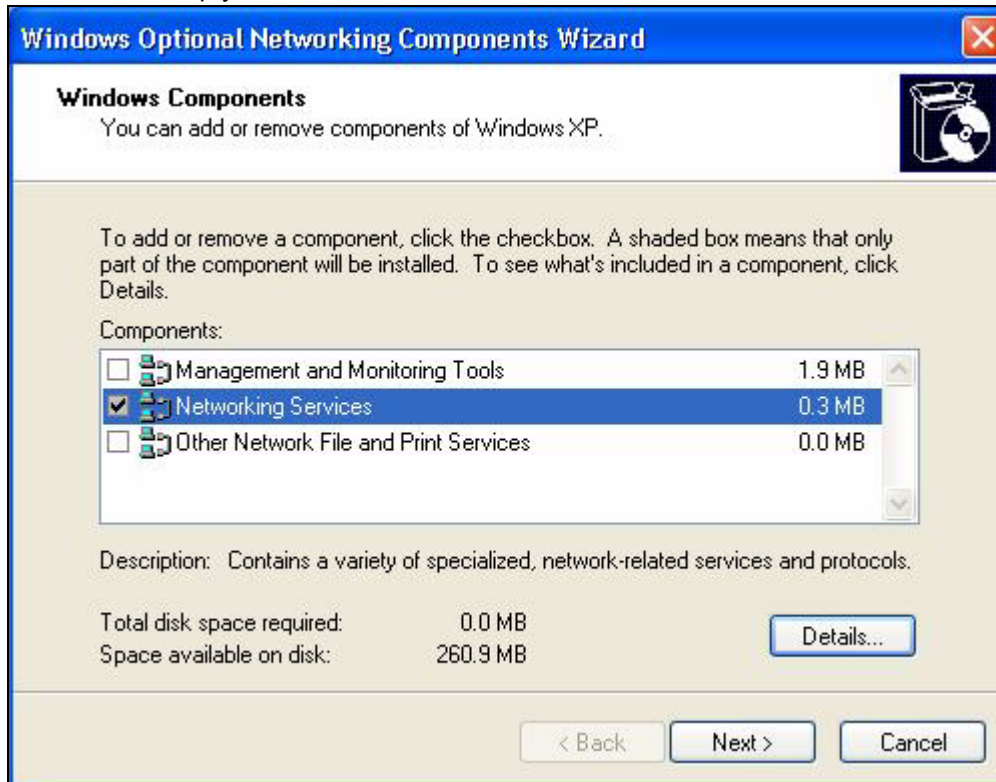 Windows Optional Networking Components Wizard
Windows Components
You can add or remove components of Windows XP.
To add or remove a component, click the checkbox. A shaded box means that only
part of the component will be installed. To see what's included in a component, click
Details.
Components:
Management and Monitoring Tools 1.9 MB
Networking Services 0.3 MB
Other Network File and Print Services 0.0 MB
Description: Contains a variety of specialized, network-related services and protocols.
Total disk space required: 0.0 MB
Space available on disk: 260.9 MB
Details...
< Back Next > Cancel